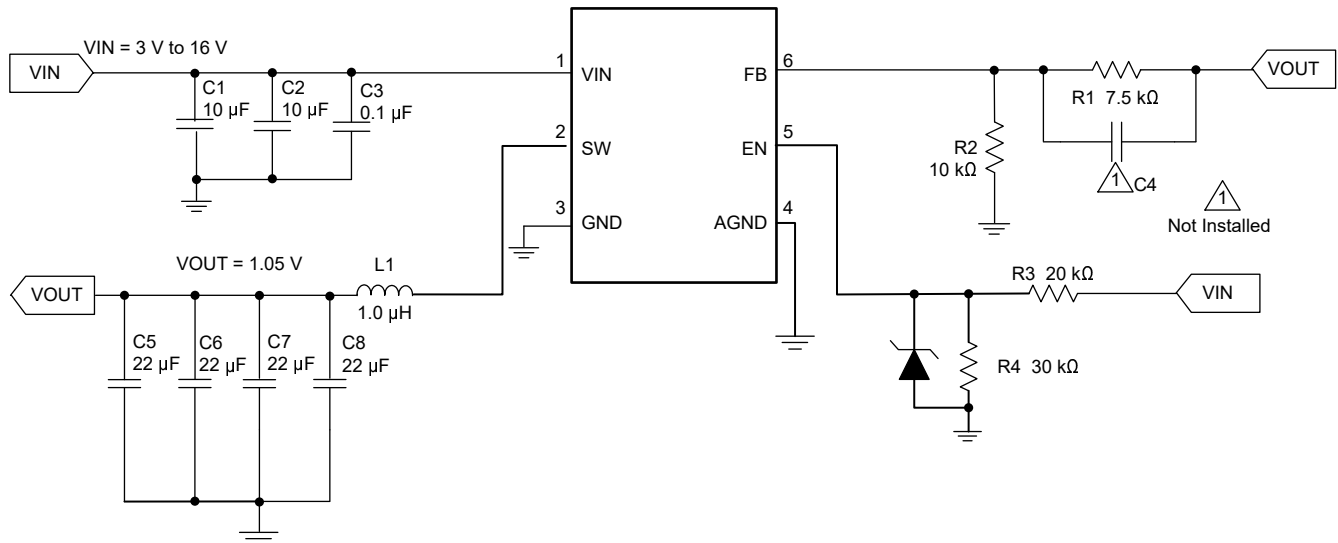 VIN = 3 V to 16 V
VIN
C1
10 µF
C2
10 µF
C3
0.1 µF
1
VIN
2
SW
3
GND
FB
6
EN
5
AGND
4
R1 7.5 kΩ
VOUT
R2
10 kΩ
1
C4
1
Not Installed
VOUT = 1.05 V
VOUT
L1
1.0 µH
C5
22 µF
C6
22 µF
C7
22 µF
C8
22 µF
R3 20 kΩ
VIN
R4 30 kΩ